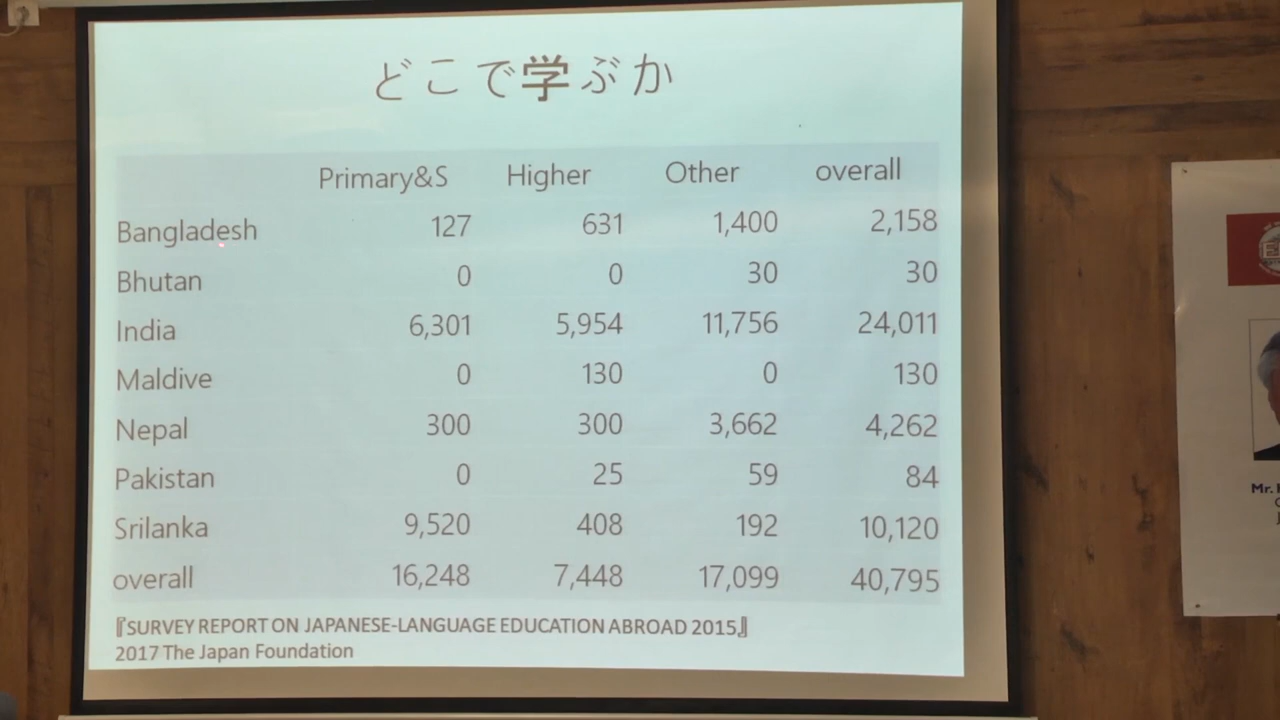 どこで学ぶか
Primary&S Higher Other overall
Bangladesh 127 631 1,400 2,158
Bhutan 0 0 30 30
India 6,301 5,954 11,756 24,011
Maldive 0 130 0 130
Nepal 300 300 3,662 4,262
Pakistan 0 25 59 84
Srilanka 9,520 408 192 10,120
overall 16,248 7,448 17,099 40,795
『SURVEY REPORT ON JAPANESE-LANGUAGE EDUCATION ABROAD 2015』
2017 The Japan Foundation
Mr.